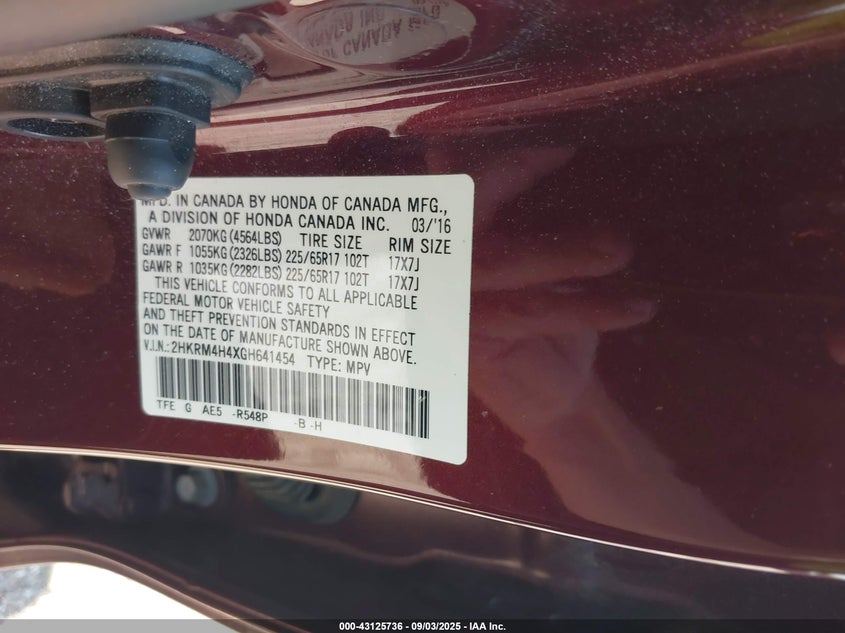 MFD. IN CANADA BY HONDA OF CANADA MFG.,
A DIVISION OF HONDA CANADA INC. 03/'16
GVWR 2070KG(4564LBS) TIRE SIZE RIM SIZE
GAWR F 1055KG(2326LBS) 225/65R17 102T 17X7J
GAWR R 1035KG(2282LBS) 225/65R17 102T 17X7J
THIS VEHICLE CONFORMS TO ALL APPLICABLE
FEDERAL MOTOR VEHICLE SAFETY
AND THEFT PREVENTION STANDARDS IN EFFECT
ON THE DATE OF MANUFACTURE SHOWN ABOVE.
V.I.N.:2HKRM4H4XGH641454 TYPE: MPV
TFE G AE5 -R548P -B -H
000-43125736 - 09/03/2025 - IAA Inc.